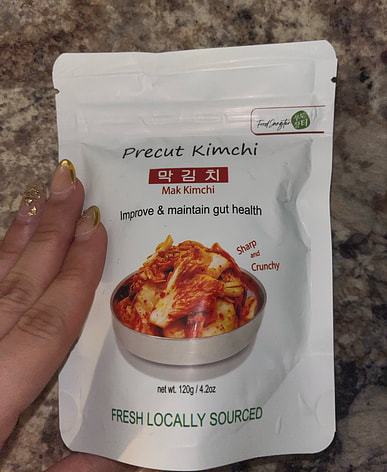 Precut Kimchi
막김치
Mak Kimchi
Improve & maintain gut health
Sharp
and
Crunchy
net wt. 120g / 4.2oz
FRESH LOCALLY SOURCED